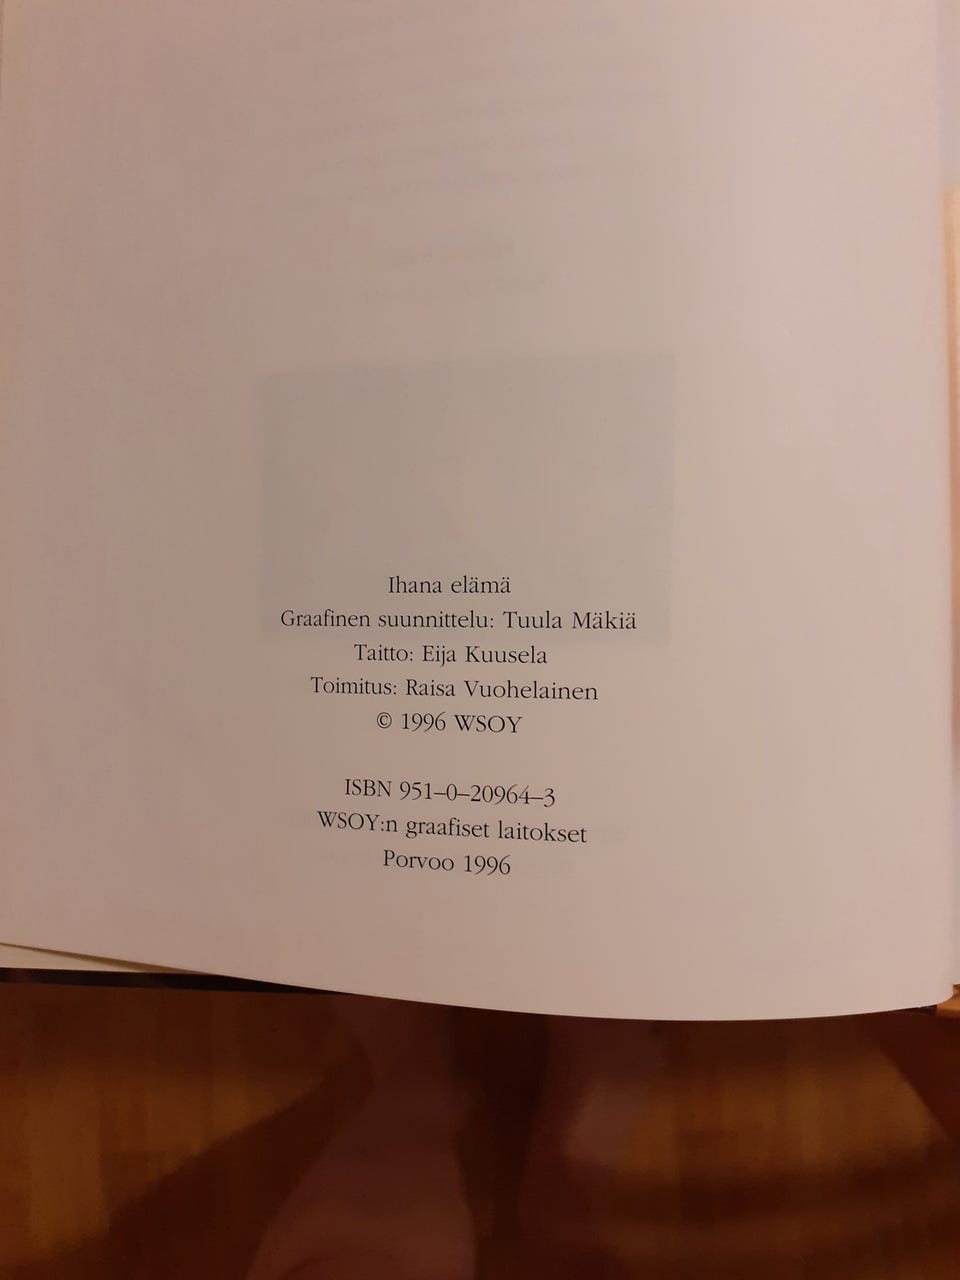 Ihana elämä
Graafinen suunnittelu: Tuula Mäkiä
Taitto: Eija Kuusela
Toimitus: Raisa Vuohelainen
© 1996 WSOY
ISBN 951–0–20964–3
WSOY:n graafiset laitokset
Porvoo 1996